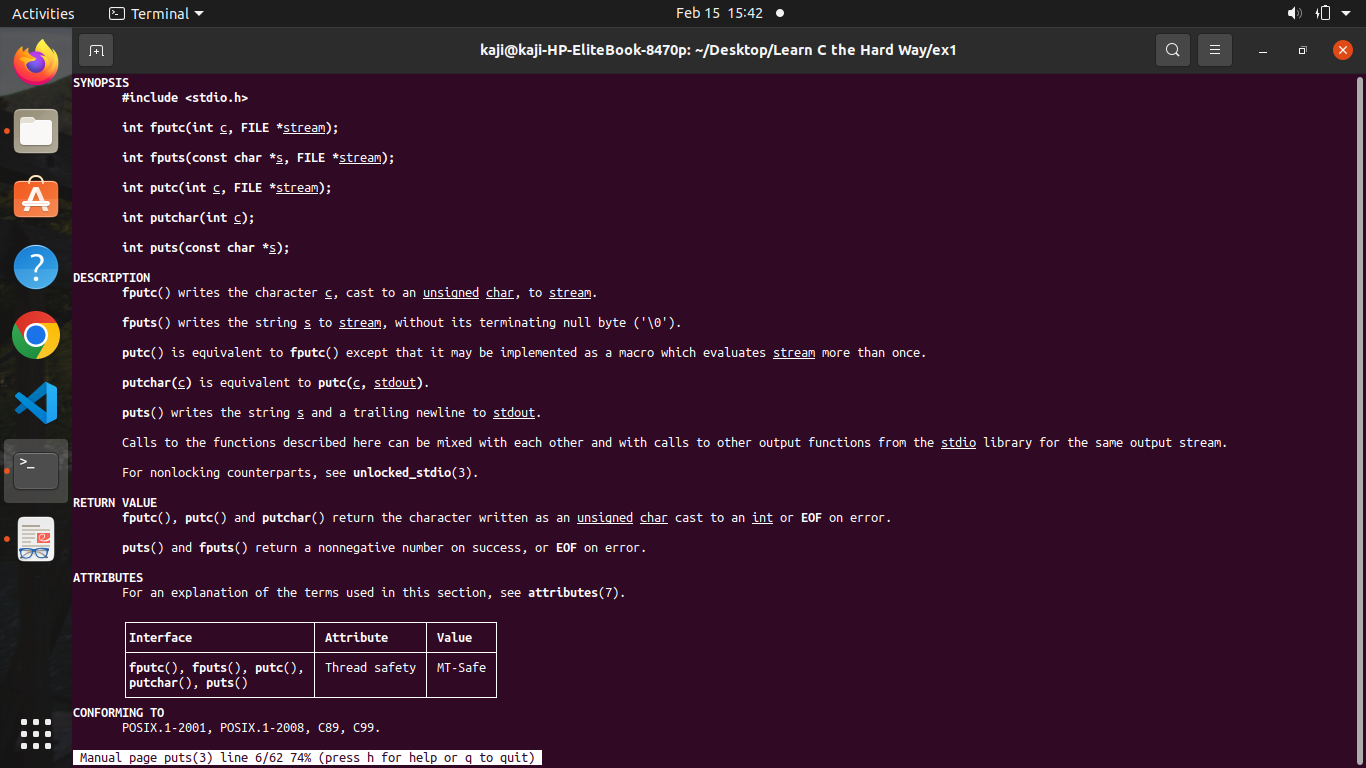 Activities Terminal Feb 15 15:42
kaji@kaji-HP-EliteBook-8470p: ~/Desktop/Learn C the Hard Way/ex1
SYNOPSIS
#include <stdio.h>
int fputc(int c, FILE *stream);
int fputs(const char *s, FILE *stream);
int putc(int c, FILE *stream);
int putchar(int c);
int puts(const char *s);
DESCRIPTION
fputc() writes the character c, cast to an unsigned char, to stream.
fputs() writes the string s to stream, without its terminating null byte ('\0').
putc() is equivalent to fputc() except that it may be implemented as a macro which evaluates stream more than once.
putchar(c) is equivalent to putc(c, stdout).
puts() writes the string s and a trailing newline to stdout.
Calls to the functions described here can be mixed with each other and with calls to other output functions from the stdio library for the same output stream.
For nonlocking counterparts, see unlocked_stdio(3).
RETURN VALUE
fputc(), putc() and putchar() return the character written as an unsigned char cast to an int or EOF on error.
puts() and fputs() return a nonnegative number on success, or EOF on error.
ATTRIBUTES
For an explanation of the terms used in this section, see attributes(7).
Interface Attribute Value
fputc(), fputs(), putc(), Thread safety MT-Safe
putchar(), puts()
CONFORMING TO
POSIX.1-2001, POSIX.1-2008, C89, C99.
Manual page puts(3) line 6/62 74% (press h for help or q to quit)